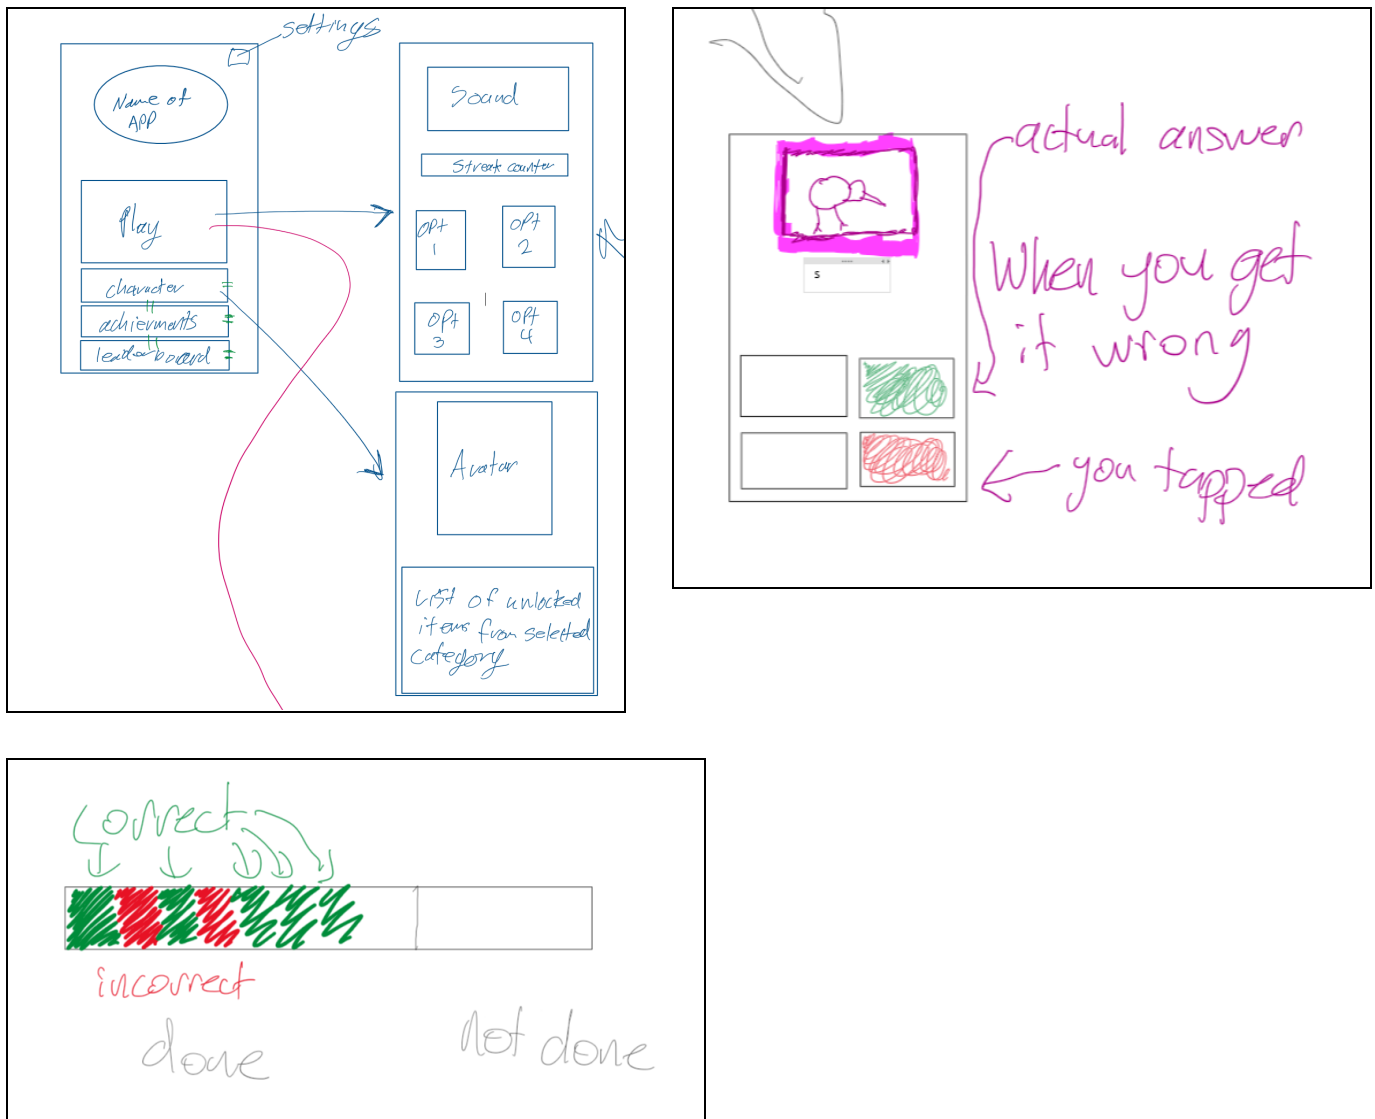 settings
Name of
APP
Play
character
achievments
leaderboard
Sound
Streak counter
OPt
1
OPt
2
OPt
3
OPt
4
Avatar
List of unlocked
items from selected
category
S
actual answer
When you get
it wrong
you tapped
correct
incorrect
done
not done